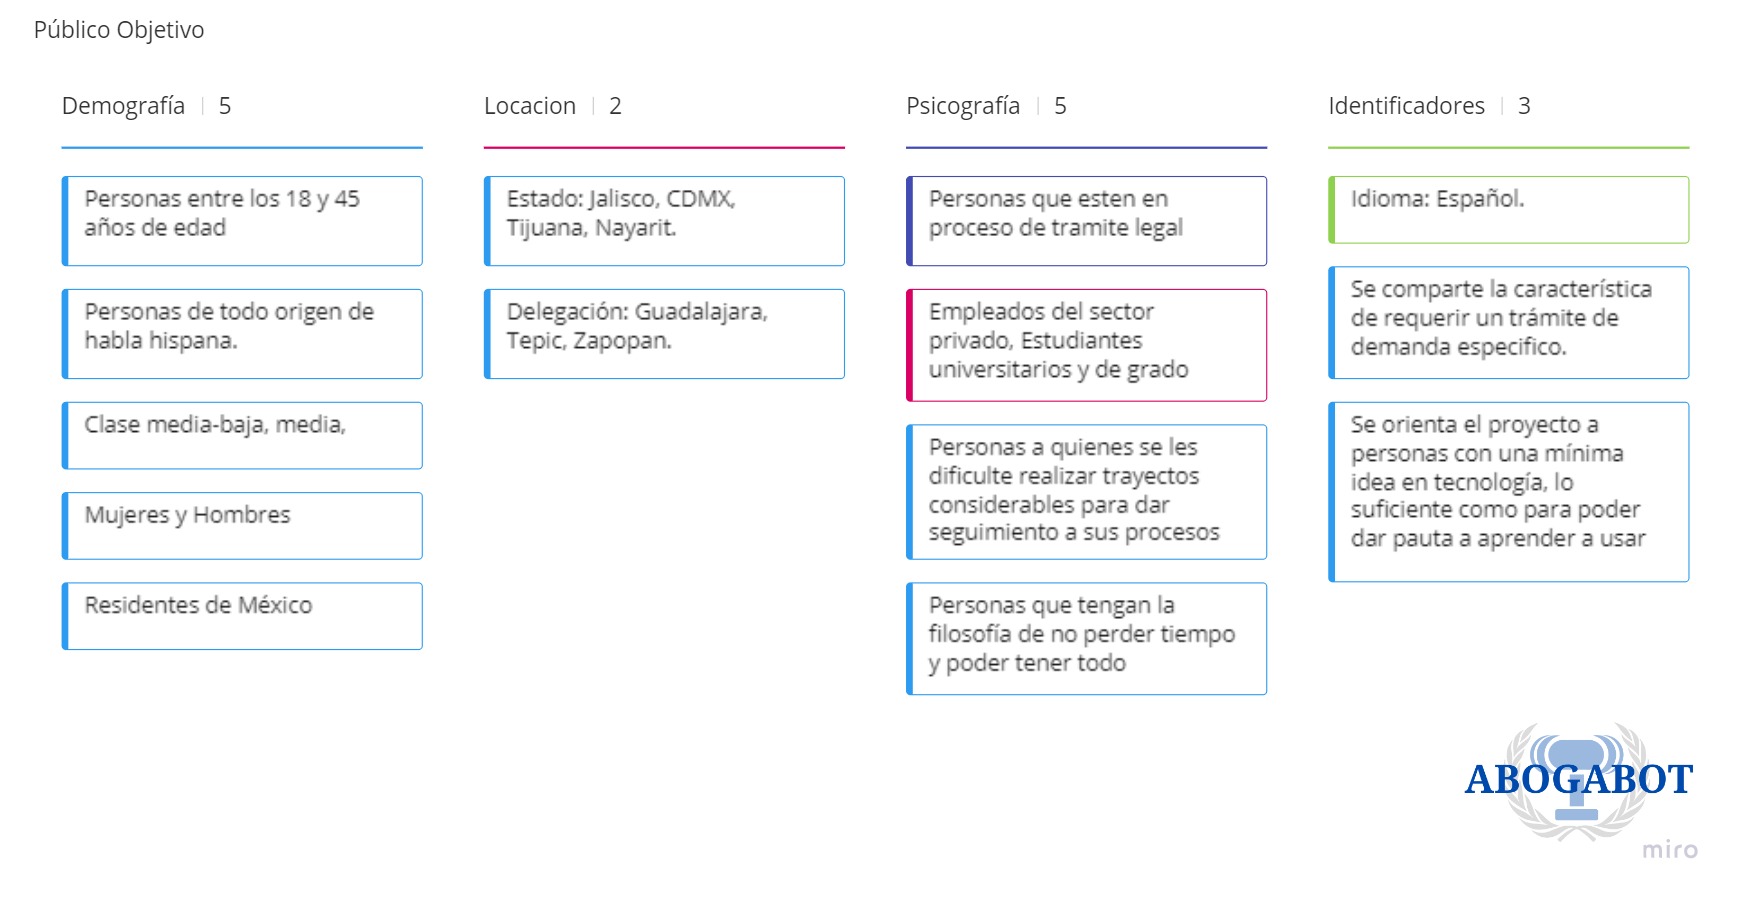 Público Objetivo
Demografía | 5
Personas entre los 18 y 45
años de edad
Personas de todo origen de
habla hispana.
Clase media-baja, media,
Mujeres y Hombres
Residentes de México
Locacion | 2
Estado: Jalisco, CDMX,
Tijuana, Nayarit.
Delegación: Guadalajara,
Tepic, Zapopan.
Psicografía | 5
Personas que esten en
proceso de tramite legal
Empleados del sector
privado, Estudiantes
universitarios y de grado
Personas a quienes se les
dificulte realizar trayectos
considerables para dar
seguimiento a sus procesos
Personas que tengan la
filosofía de no perder tiempo
y poder tener todo
Identificadores | 3
Idioma: Español.
Se comparte la característica
de requerir un trámite de
demanda especifico.
Se orienta el proyecto a
personas con una mínima
idea en tecnología, lo
suficiente como para poder
dar pauta a aprender a usar
ABOGABOT
miro